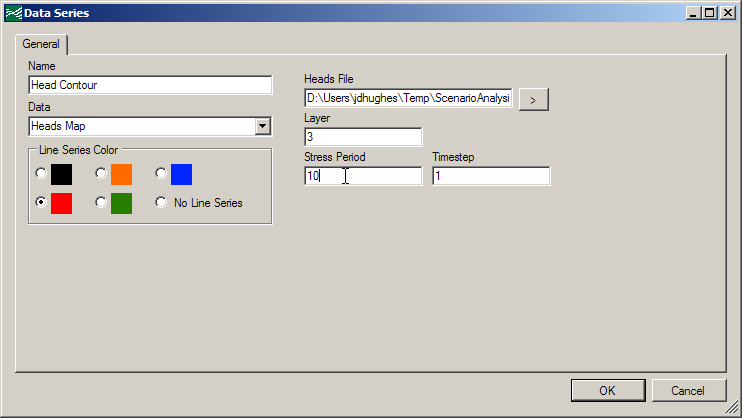 Data Series
General
Name
Head Contour
Data
Heads Map
Line Series Color
No Line Series
Heads File
D:\Users\jdhughes\Temp\ScenarioAnalysi
>
Layer
3
Stress Period
Timestep
10
1
OK
Cancel